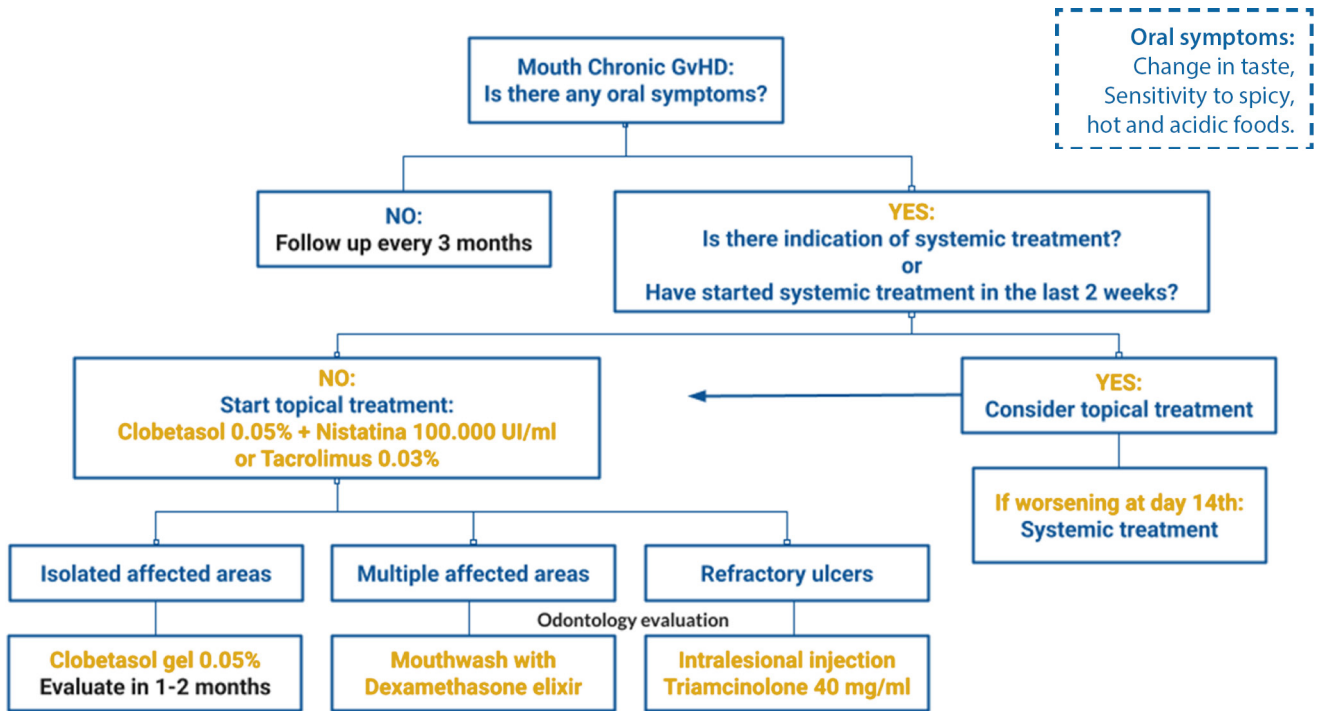 Oral symptoms:
Change in taste,
Sensitivity to spicy,
hot and acidic foods.
Mouth Chronic GvHD:
Is there any oral symptoms?
NO:
Follow up every 3 months
YES:
Is there indication of systemic treatment?
or
Have started systemic treatment in the last 2 weeks?
NO:
Start topical treatment:
Clobetasol 0.05% + Nistatina 100.000 UI/ml
or Tacrolimus 0.03%
YES:
Consider topical treatment
If worsening at day 14th:
Systemic treatment
Isolated affected areas
Multiple affected areas
Refractory ulcers
Odontology evaluation
Clobetasol gel 0.05%
Evaluate in 1-2 months
Mouthwash with
Dexamethasone elixir
Intralesional injection
Triamcinolone 40 mg/ml